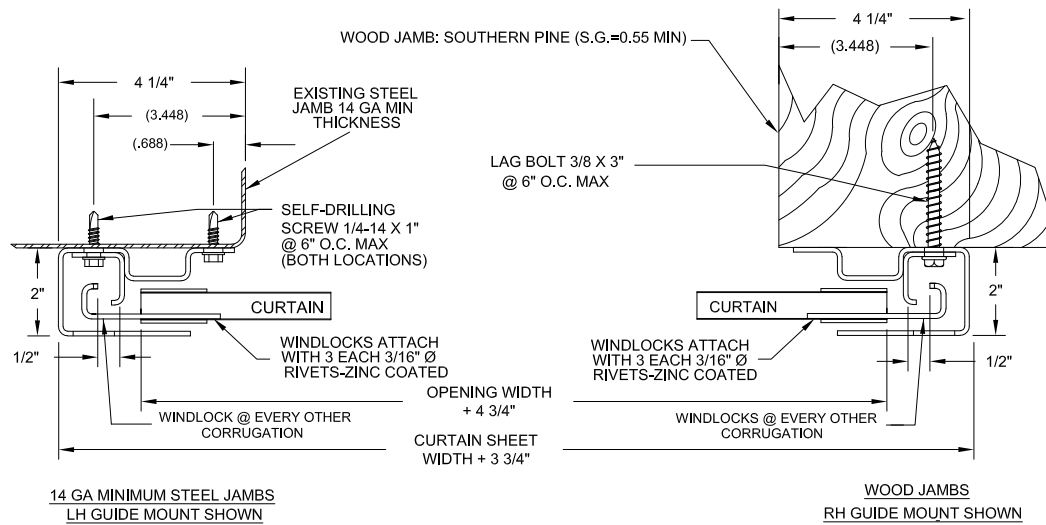 4 1/4"
WOOD JAMB: SOUTHERN PINE (S.G.=0.55 MIN)
(3.448)
4 1/4"
EXISTING STEEL
JAMB 14 GA MIN
THICKNESS
(3.448)
(.688)
LAG BOLT 3/8 X 3"
@ 6" O.C. MAX
SELF-DRILLING
SCREW 1/4-14 X 1"
@ 6" O.C. MAX
(BOTH LOCATIONS)
2"
CURTAIN
CURTAIN
2"
1/2"
WINDLOCKS ATTACH
WITH 3 EACH 3/16" Ø
RIVETS-ZINC COATED
WINDLOCKS ATTACH
WITH 3 EACH 3/16" Ø
RIVETS-ZINC COATED
1/2"
OPENING WIDTH
+ 4 3/4"
WINDLOCK @ EVERY OTHER
CORRUGATION
WINDLOCKS @ EVERY OTHER
CORRUGATION
CURTAIN SHEET
WIDTH + 3 3/4"
14 GA MINIMUM STEEL JAMBS
LH GUIDE MOUNT SHOWN
WOOD JAMBS
RH GUIDE MOUNT SHOWN